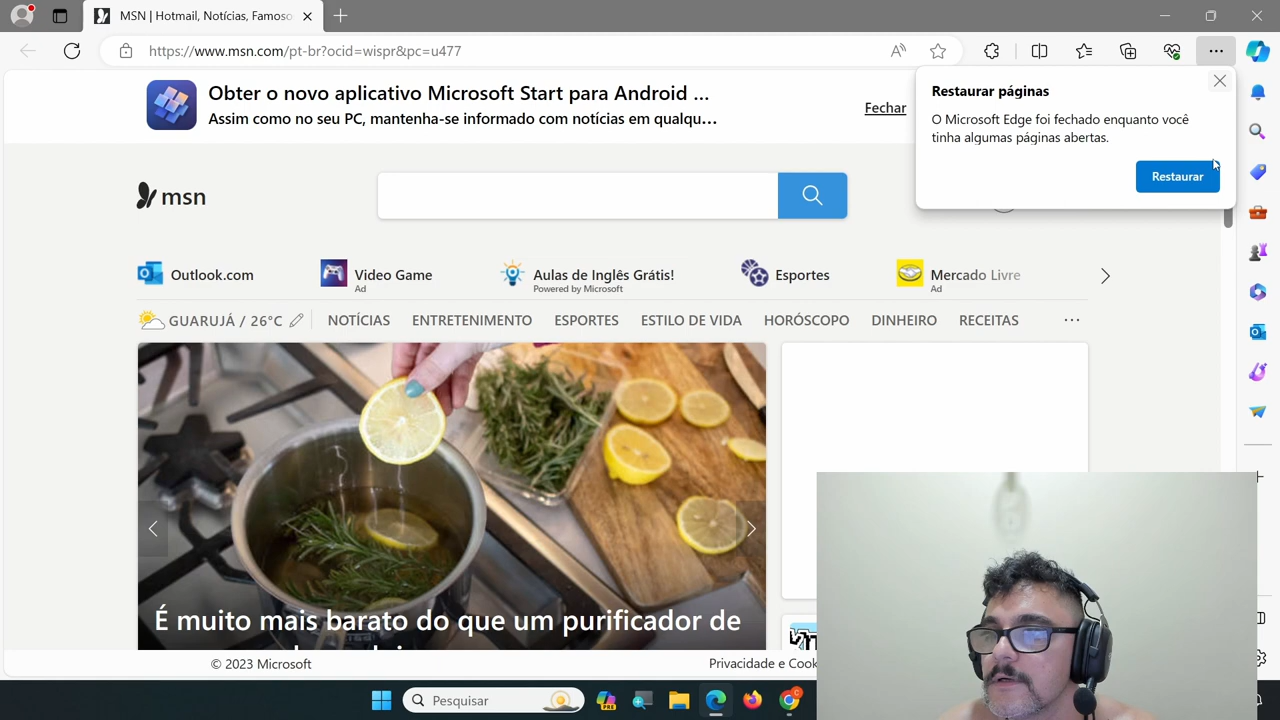 MSN | Hotmail, Notícias, Famoso
https://www.msn.com/pt-br?ocid=wispr&pc=u477
Obter o novo aplicativo Microsoft Start para Android ...
Assim como no seu PC, mantenha-se informado com notícias em qualqu...
Fechar
Restaurar páginas
O Microsoft Edge foi fechado enquanto você
tinha algumas páginas abertas.
Restaurar
msn
Outlook.com
Video Game
Ad
Aulas de Inglês Grátis!
Powered by Microsoft
Esportes
Mercado Livre
Ad
GUARUJÁ / 26°C
NOTÍCIAS
ENTRETENIMENTO
ESPORTES
ESTILO DE VIDA
HORÓSCOPO
DINHEIRO
RECEITAS
É muito mais barato do que um purificador de
© 2023 Microsoft
Privacidade e Cook
Pesquisar
PRE